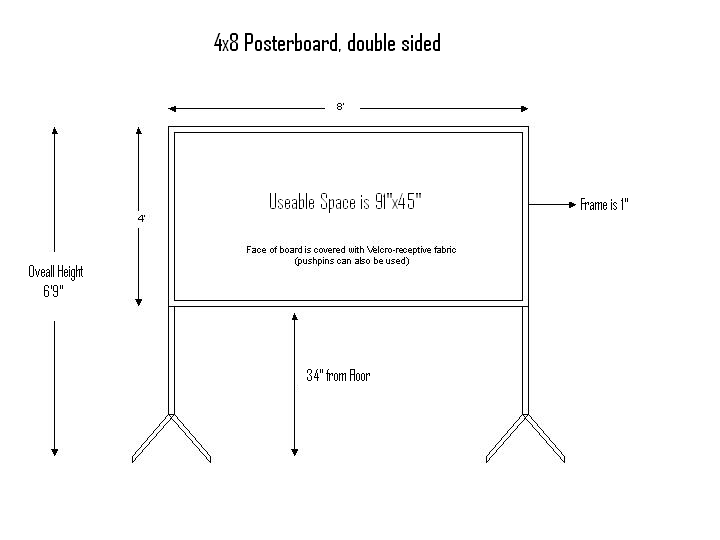 4x8 Posterboard, double sided
8'
4'
Useable Space is 91"x45"
Frame is 1"
Face of board is covered with Velcro-receptive fabric
(pushpins can also be used)
Oveall Height
6'9"
34" from Floor